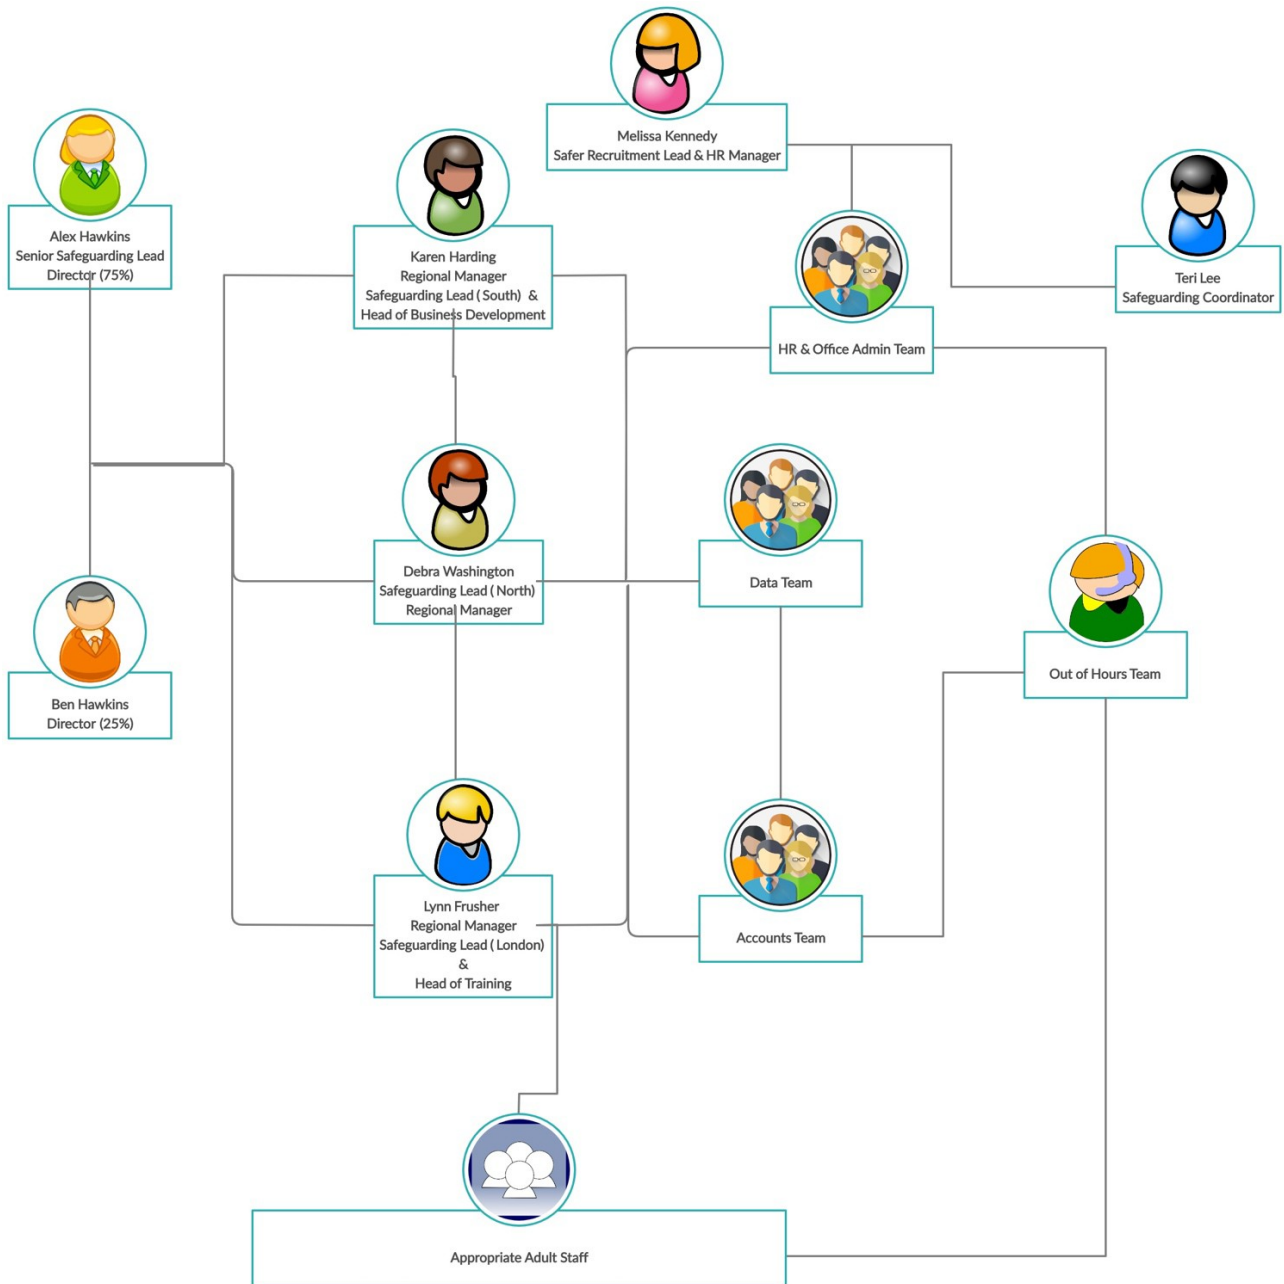 Melissa Kennedy
Safer Recruitment Lead & HR Manager
Alex Hawkins
Senior Safeguarding Lead
Director (75%)
Karen Harding
Regional Manager
Safeguarding Lead ( South) &
Head of Business Development
Teri Lee
Safeguarding Coordinator
HR & Office Admin Team
Debra Washington
Safeguarding Lead ( North)
Regional Manager
Data Team
Ben Hawkins
Director (25%)
Out of Hours Team
Lynn Frusher
Regional Manager
Safeguarding Lead ( London)
&
Head of Training
Accounts Team
Appropriate Adult Staff